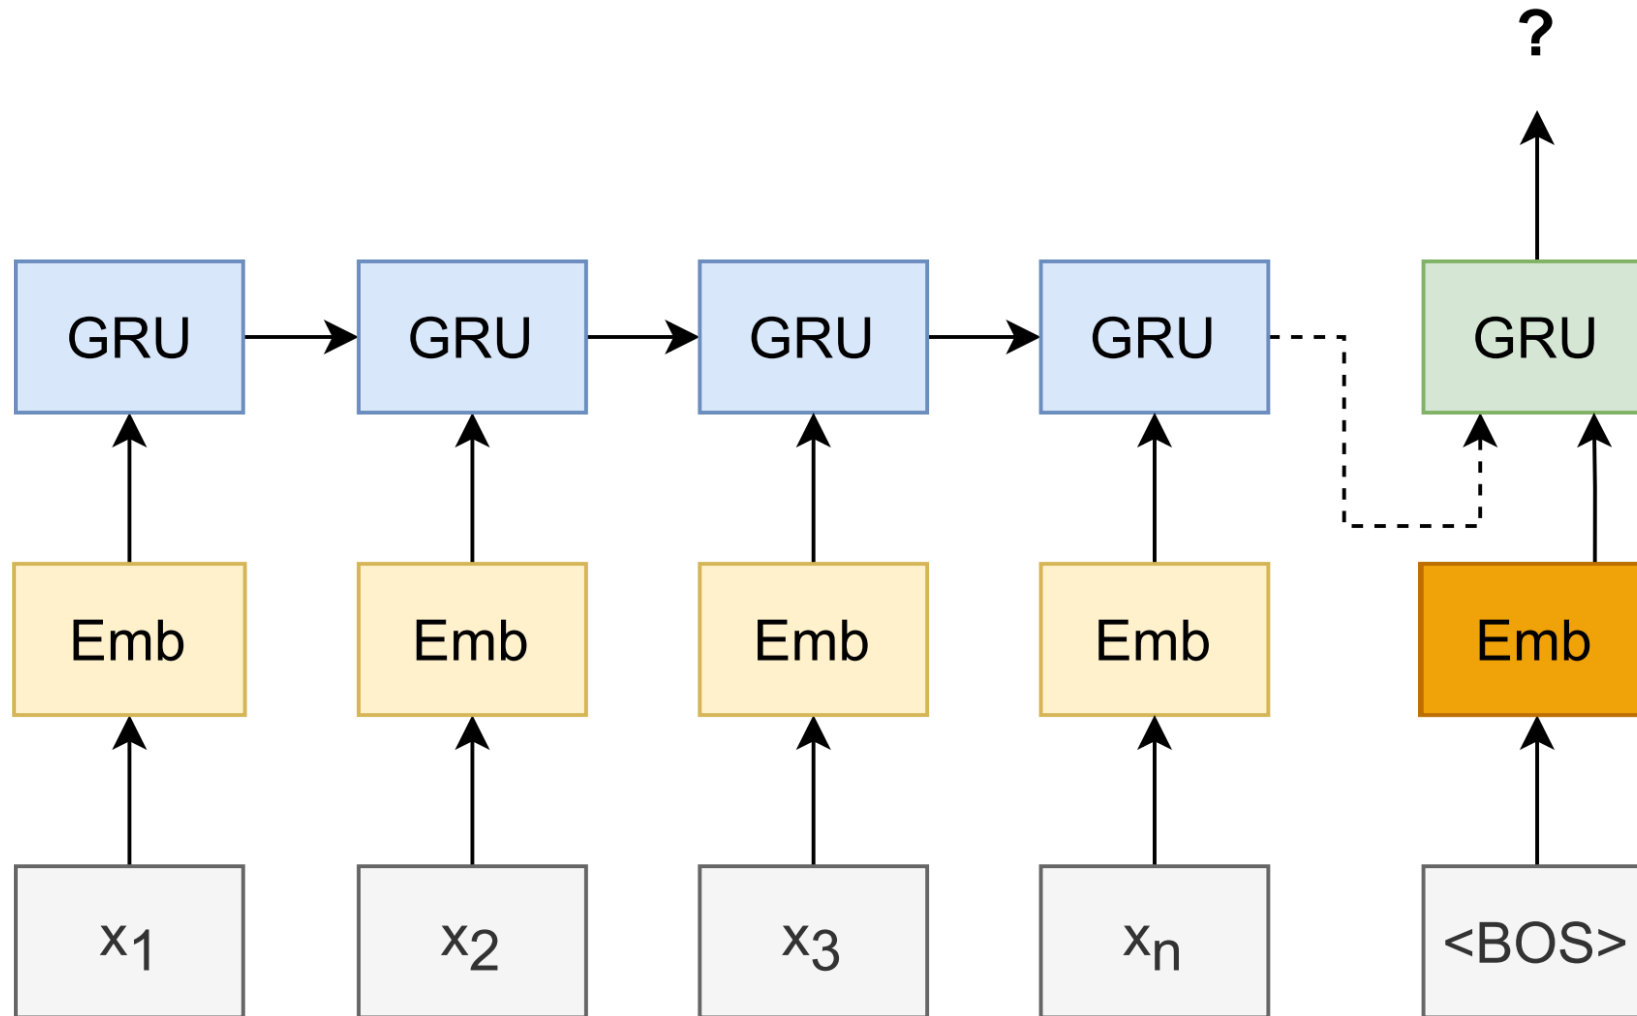 ?
GRU GRU GRU GRU GRU
Emb Emb Emb Emb Emb
x1 x2 x3 xn <BOS>